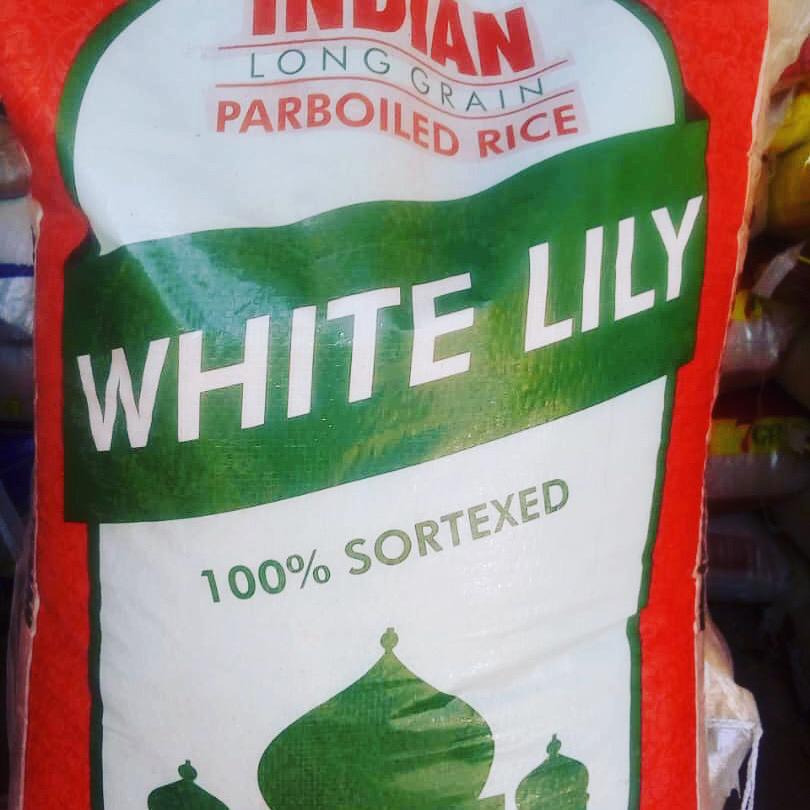 INDIAN
LONG GRAIN
PARBOILED RICE
WHITE LILY
100% SORTEXED